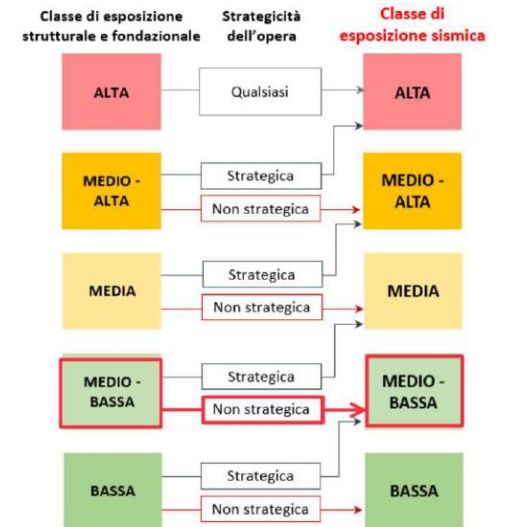 Classe di esposizione
strutturale e fondazionale
Strategicità
dell'opera
Classe di
esposizione sismica
ALTA
Qualsiasi
ALTA
MEDIO -
ALTA
Strategica
Non strategica
MEDIO -
ALTA
MEDIA
Strategica
Non strategica
MEDIA
MEDIO -
BASSA
Strategica
Non strategica
MEDIO -
BASSA
BASSA
Strategica
Non strategica
BASSA